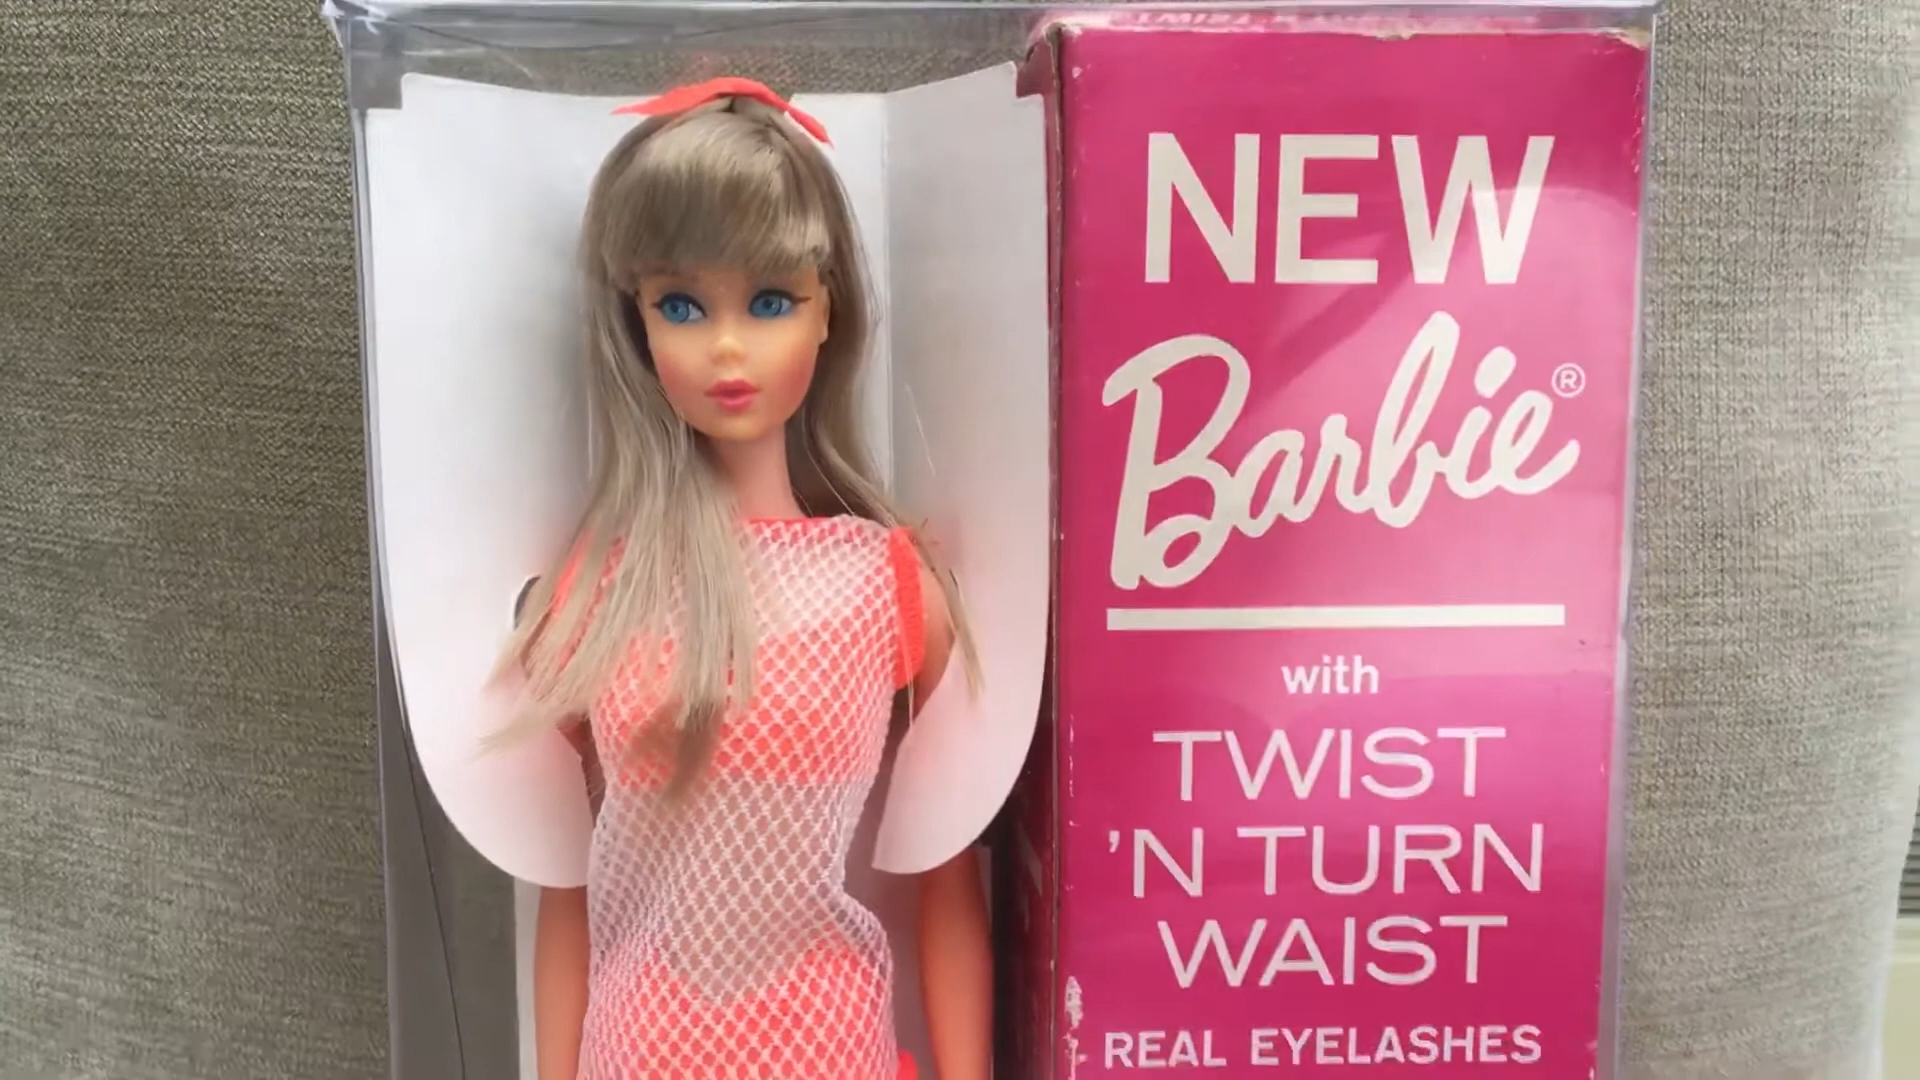 NEW
Barbie®
with
TWIST
'N TURN
WAIST
REAL EYELASHES